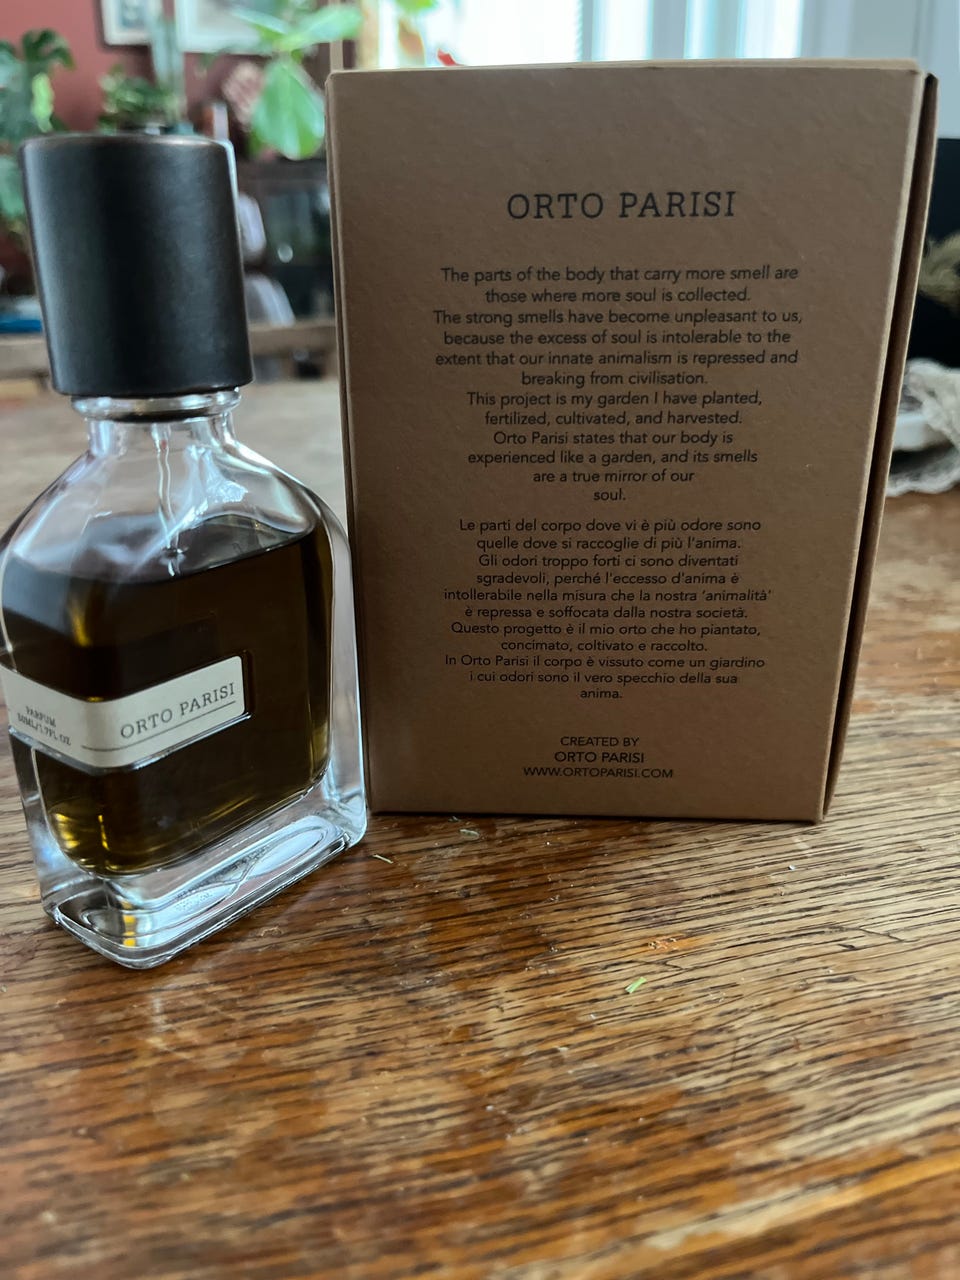 ORTO PARISI
The parts of the body that carry more smell are
those where more soul is collected.
The strong smells have become unpleasant to us,
because the excess of soul is intolerable to the
extent that our innate animalism is repressed and
breaking from civilisation.
This project is my garden I have planted,
fertilized, cultivated, and harvested.
Orto Parisi states that our body is
experienced like a garden, and its smells
are a true mirror of our
soul.
Le parti del corpo dove vi è più odore sono
quelle dove si raccoglie di più l'anima.
Gli odori troppo forti ci sono diventati
sgradevoli, perché l'eccesso d'anima è
intollerabile nella misura che la nostra 'animalità'
è repressa e soffocata dalla nostra società.
Questo progetto è il mio orto che ho piantato,
concimato, coltivato e raccolto.
In Orto Parisi il corpo è vissuto come un giardino
i cui odori sono il vero specchio della sua
anima.
CREATED BY
ORTO PARISI
WWW.ORTOPARISI.COM
PARFUM
50ML/1.7FL OZ
ORTO PARISI